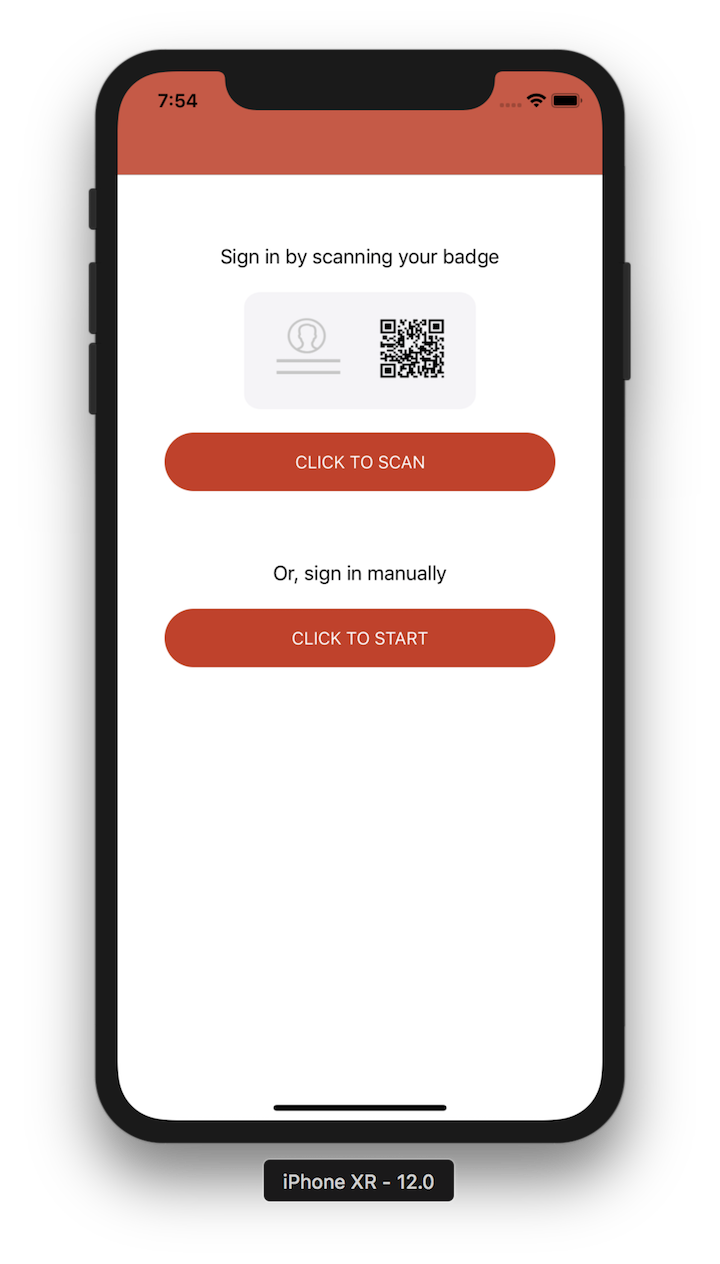 7:54
Sign in by scanning your badge
CLICK TO SCAN
Or, sign in manually
CLICK TO START
iPhone XR - 12.0